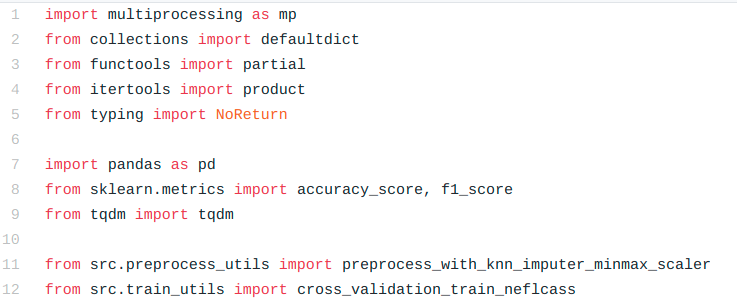 1 import multiprocessing as mp
2 from collections import defaultdict
3 from functools import partial
4 from itertools import product
5 from typing import NoReturn
6
7 import pandas as pd
8 from sklearn.metrics import accuracy_score, f1_score
9 from tqdm import tqdm
10
11 from src.preprocess_utils import preprocess_with_knn_imputer_minmax_scaler
12 from src.train_utils import cross_validation_train_neflcass